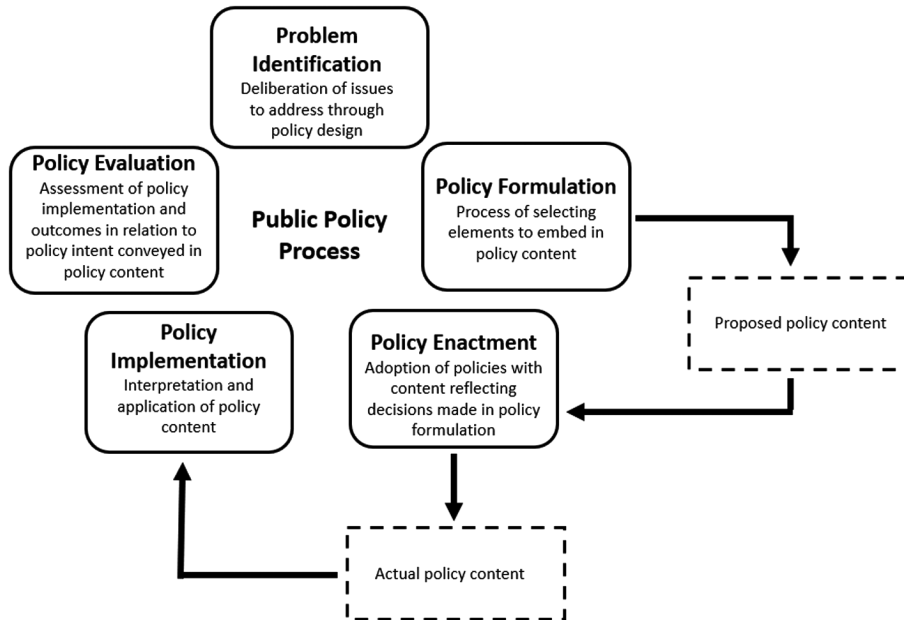 Problem
Identification
Deliberation of issues
to address through
policy design
Policy Evaluation
Assessment of policy
implementation and
outcomes in relation to
policy intent conveyed in
policy content
Public Policy
Process
Policy Formulation
Process of selecting
elements to embed in
policy content
Proposed policy content
Policy
Implementation
Interpretation and
application of policy
content
Policy Enactment
Adoption of policies with
content reflecting
decisions made in policy
formulation
Actual policy content